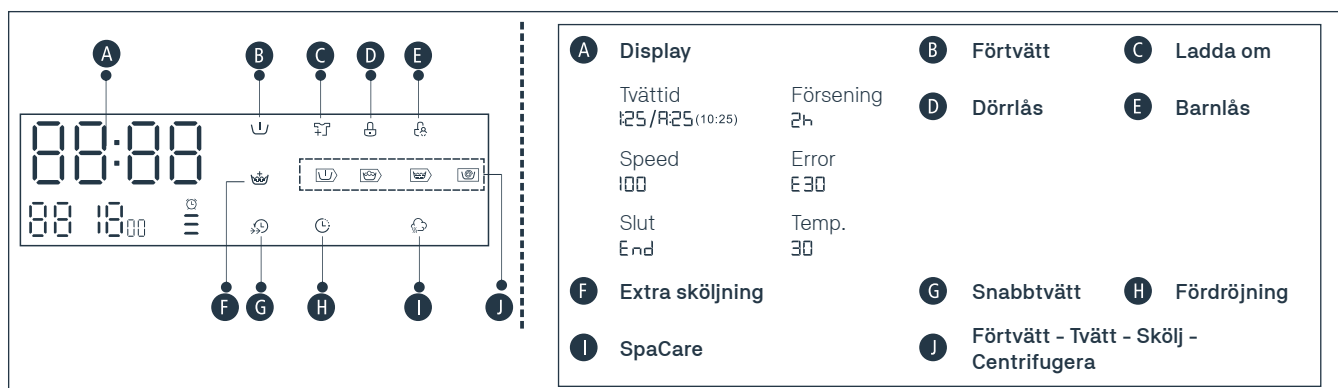 A
B
C
D
E
88:88
88 1800
F
G
H
I
J
A Display
B Förtvätt
C Ladda om
Tvättid
1:25/A:25(10:25)
Försening
2h
D Dörrlås
E Barnlås
Speed
100
Error
E30
Slut
End
Temp.
30
F Extra sköljning
G Snabbtvätt
H Fördröjning
I SpaCare
J Förtvätt - Tvätt - Skölj -
Centrifugera